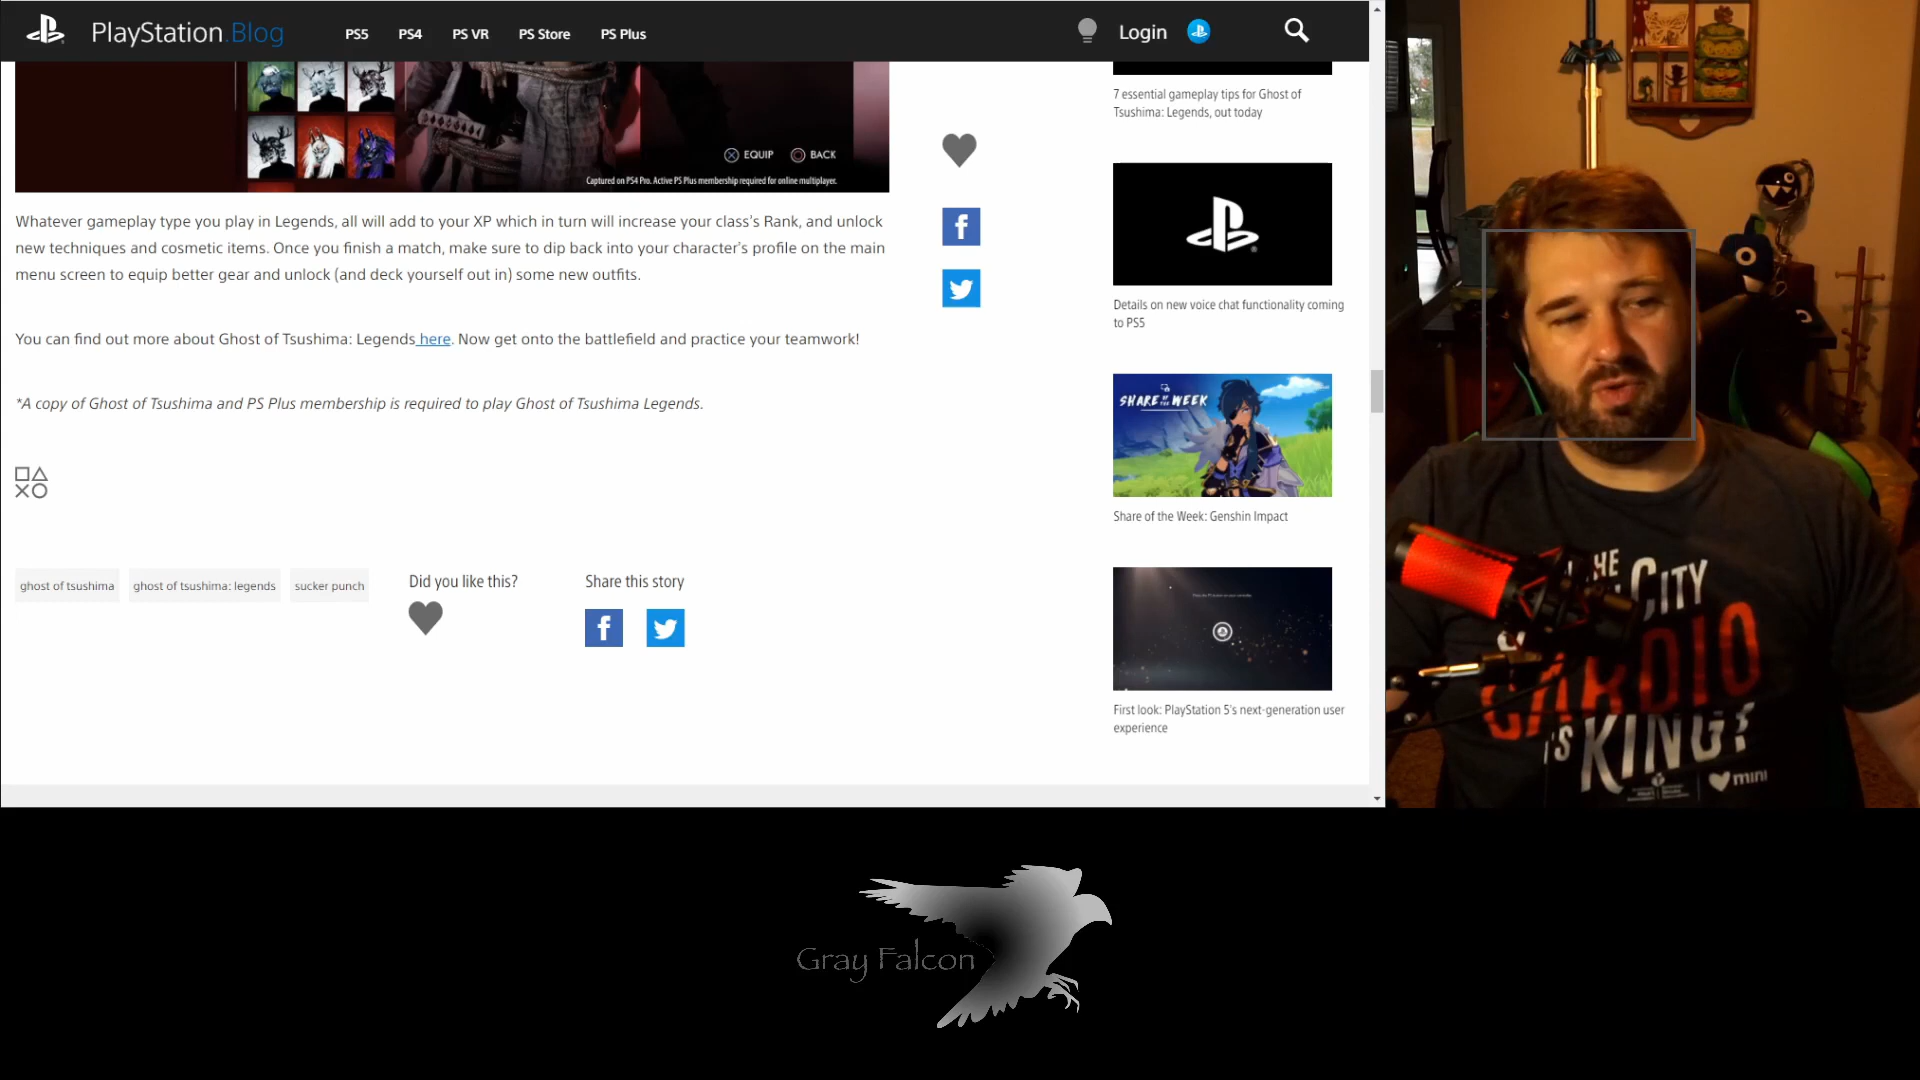 PlayStation.Blog
PS5 PS4 PS VR PS Store PS Plus
Login
EQUIP BACK
Captured on PS4 Pro. Active PS Plus membership required for online multiplayer.
Whatever gameplay type you play in Legends, all will add to your XP which in turn will increase your class's Rank, and unlock
new techniques and cosmetic items. Once you finish a match, make sure to dip back into your character's profile on the main
menu screen to equip better gear and unlock (and deck yourself out in) some new outfits.
You can find out more about Ghost of Tsushima: Legends here. Now get onto the battlefield and practice your teamwork!
*A copy of Ghost of Tsushima and PS Plus membership is required to play Ghost of Tsushima Legends.
ghost of tsushima ghost of tsushima: legends sucker punch
Did you like this?
Share this story
7 essential gameplay tips for Ghost of
Tsushima: Legends, out today
Details on new voice chat functionality coming
to PS5
SHARE OF THE WEEK
Share of the Week: Genshin Impact
First look: PlayStation 5's next-generation user
experience
CITY
CARDIO
IS
KING?
mini
Gray Falcon